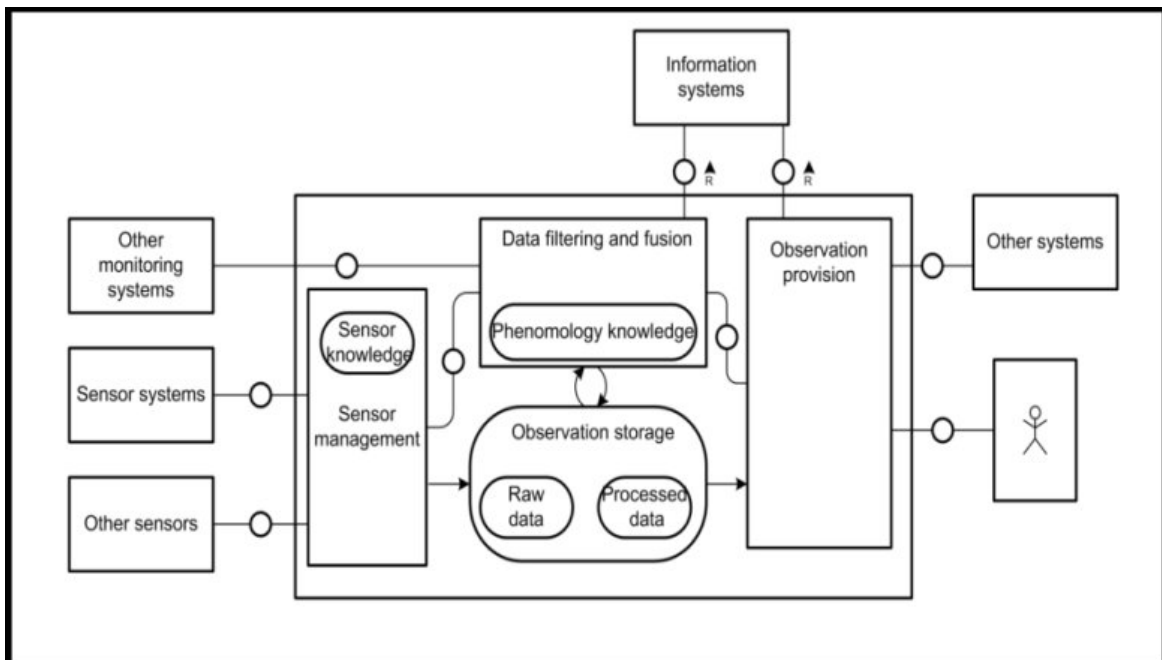 Information
systems
R
R
Other
monitoring
systems
Data filtering and fusion
Observation
provision
Other systems
Sensor
knowledge
Phenomology knowledge
Sensor systems
Sensor
management
Observation storage
Raw
data
Processed
data
Other sensors